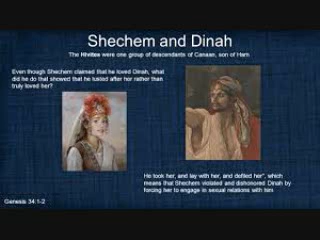 Shechem and Dinah
The Hivites were one group of descendants of Canaan, son of Ham.
Even though Shechem claimed that he loved Dinah, what
did he do that showed that he lusted after her rather than
truly loved her?
He took her, and lay with her, and defiled her", which
means that Shechem violated and dishonored Dinah by
forcing her to engage in sexual relations with him
Genesis 34:1-2